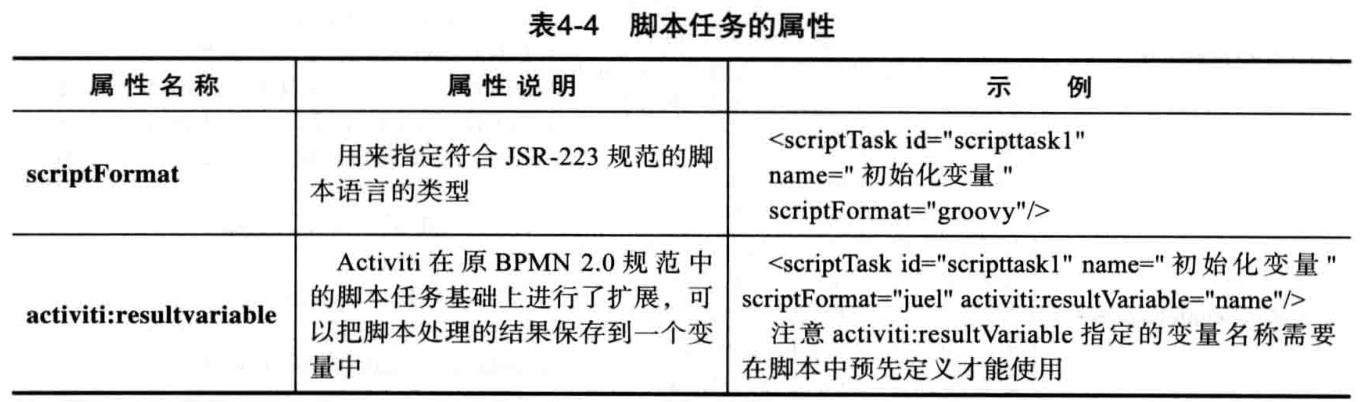 表4-4 脚本任务的属性
属性名称 属性说明 示例
scriptFormat
用来指定符合 JSR-223 规范的脚
本语言的类型
<scriptTask id="scripttask1"
name=" 初始化变量 "
scriptFormat="groovy"/>
activiti:resultvariable
Activiti 在原 BPMN 2.0 规范中
的脚本任务基础上进行了扩展，可
以把脚本处理的结果保存到一个变
量中
<scriptTask id="scripttask1" name=" 初始化变量 "
scriptFormat="juel" activiti:resultVariable="name"/>
注意 activiti:resultVariable 指定的变量名称需要
在脚本中预先定义才能使用